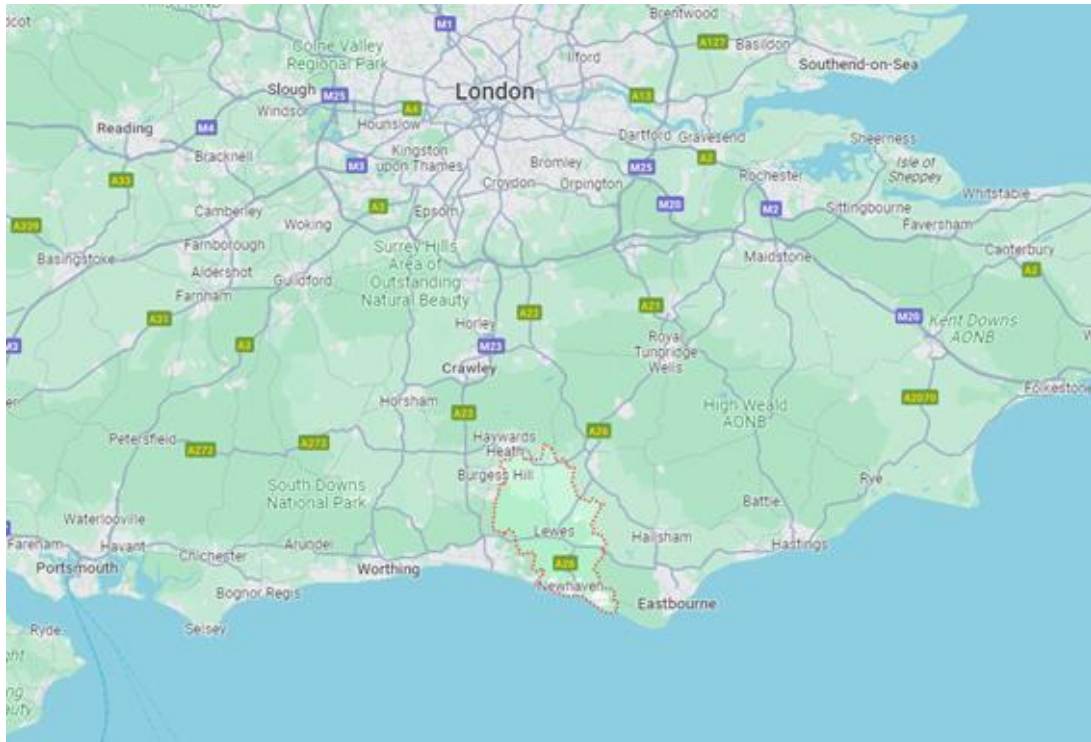 Brentwood
M1
A127
Basildon
Colne Valley
Regional Park
Ilford
Southend-on-Sea
Slough
M25
London
A13
Windsor
A4
Hounslow
Reading
M4
Dartford
Gravesend
Sheerness
Bracknell
M3
Kingston
upon Thames
Bromley
M25
A2
Isle of
Sheppey
A33
Croydon
Orpington
Rochester
Whitstable
Camberley
A3
Epsom
M20
M2
Sittingbourne
Woking
Faversham
Farnborough
Surrey Hills
Area of
Outstanding
Natural Beauty
Canterbury
Basingstoke
Maidstone
A2
Aldershot
Guildford
Farnham
A31
A22
A21
M20
Kent Downs
AONB
M3
A3
Horley
M23
Royal
Tunbridge
Wells
Crawley
Folkestone
Horsham
A2070
High Weald
AONB
A23
A26
Petersfield
A272
A272
Haywards
Heath
Burgess Hill
South Downs
National Park
Rye
Battle
Waterlooville
Lewes
Hailsham
Hastings
Fareham
Havant
Chichester
Arundel
Portsmouth
Worthing
A26
Newhaven
Bognor Regis
Eastbourne
Selsey
Ryde